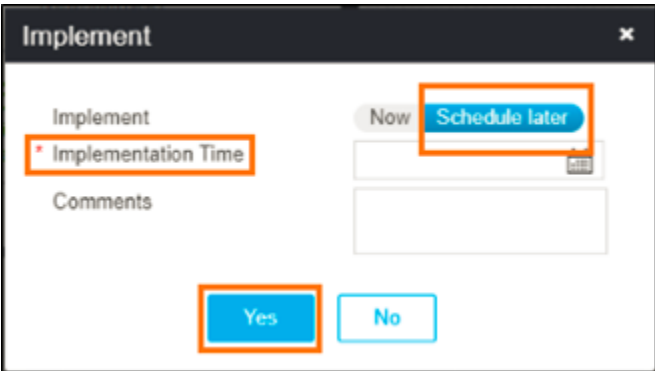 Implement
Implement Now Schedule later
* Implementation Time
Comments
Yes No